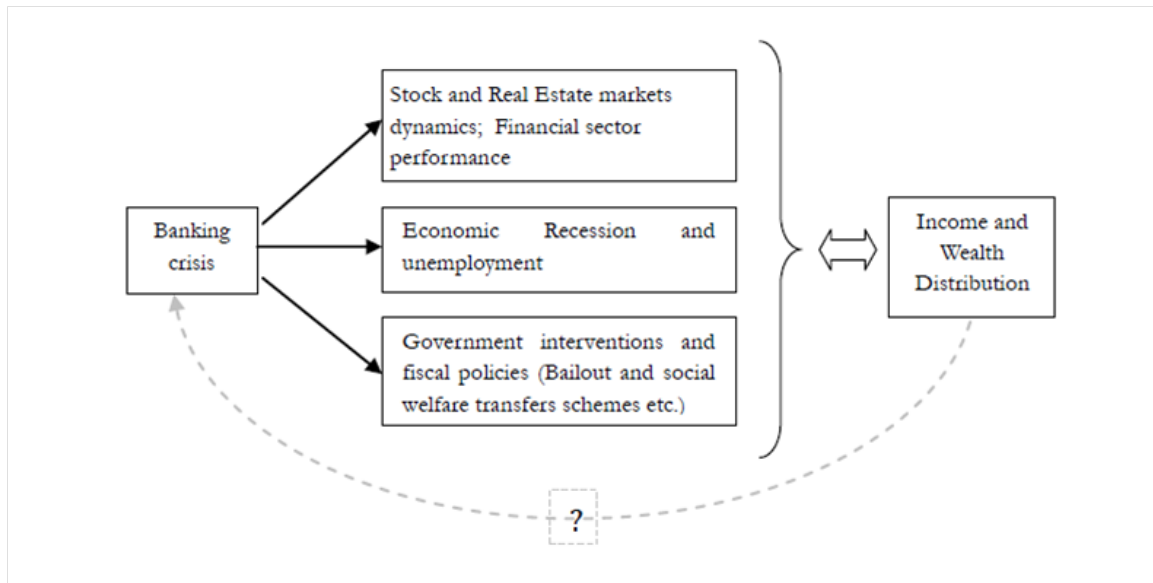 Stock and Real Estate markets
dynamics; Financial sector
performance
Banking
crisis
Economic Recession and
unemployment
Government interventions and
fiscal policies (Bailout and social
welfare transfers schemes etc.)
Income and
Wealth
Distribution
?